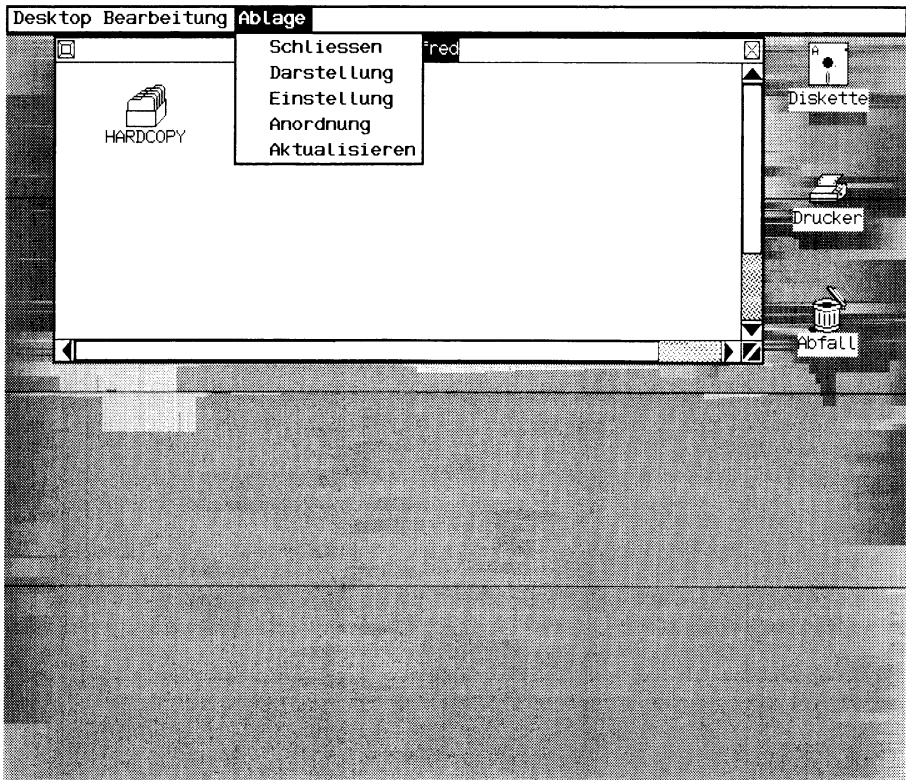 Desktop Bearbeitung Ablage
Schliessen
Darstellung
Einstellung
Anordnung
Aktualisieren
fred
HARDCOPY
A
Diskette
Drucker
Abfall